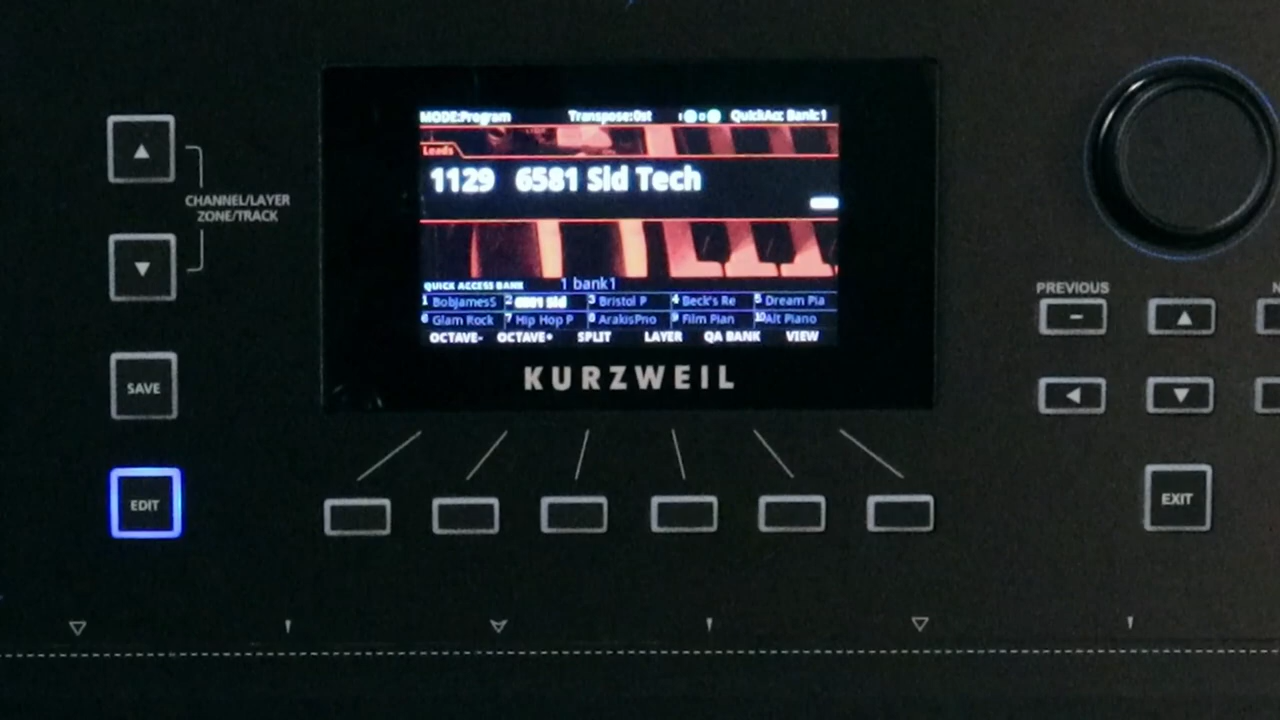 MODE:Program Transpose:0st QuickAcc Bank:1
Leads
1129 6581 Sid Tech
QUICK ACCESS BANK 1 bank1
1 BobJamesS 2 6581 Sid 3 Bristol P 4 Beck's Re 5 Dream Pia
6 Glam Rock 7 Hip Hop P 8 ArakisPno 9 Film Pian 10 Alt Piano
OCTAVE- OCTAVE+ SPLIT LAYER QA BANK VIEW
KURZWEIL
CHANNEL/LAYER
ZONE/TRACK
SAVE
EDIT
PREVIOUS
-
EXIT